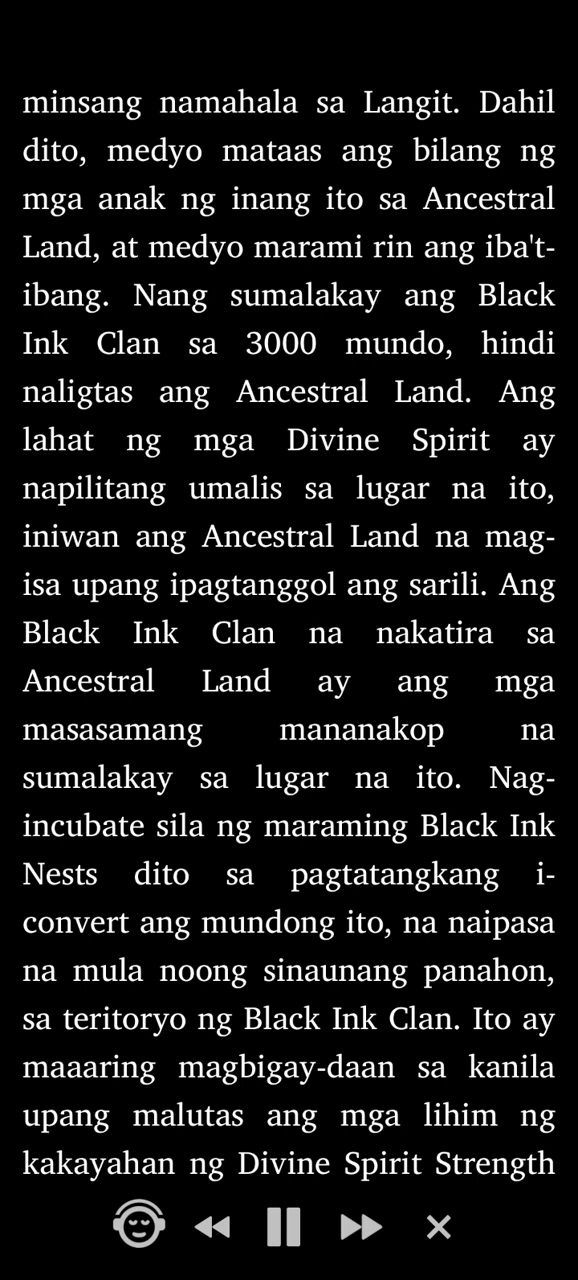 minsang namahala sa Langit. Dahil
dito, medyo mataas ang bilang ng
mga anak ng inang ito sa Ancestral
Land, at medyo marami rin ang iba't-
ibang. Nang sumalakay ang Black
Ink Clan sa 3000 mundo, hindi
naligtas ang Ancestral Land. Ang
lahat ng mga Divine Spirit ay
napilitang umalis sa lugar na ito,
iniwan ang Ancestral Land na mag-
isa upang ipagtanggol ang sarili. Ang
Black Ink Clan na nakatira sa
Ancestral Land ay ang mga
masasamang mananakop na
sumalakay sa lugar na ito. Nag-
incubate sila ng maraming Black Ink
Nests dito sa pagtatangkang i-
convert ang mundong ito, na naipasa
na mula noong sinaunang panahon,
sa teritoryo ng Black Ink Clan. Ito ay
maaaring magbigay-daan sa kanila
upang malutas ang mga lihim ng
kakayahan ng Divine Spirit Strength